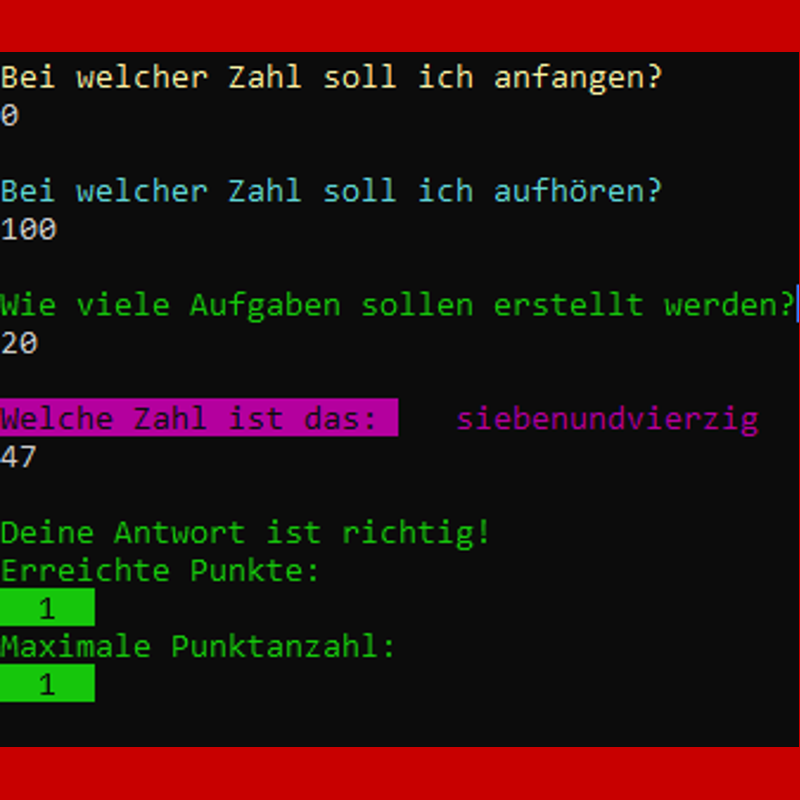 Bei welcher Zahl soll ich anfangen?
0
Bei welcher Zahl soll ich aufhören?
100
Wie viele Aufgaben sollen erstellt werden?
20
Welche Zahl ist das: siebenundvierzig
47
Deine Antwort ist richtig!
Erreichte Punkte:
1
Maximale Punktanzahl:
1